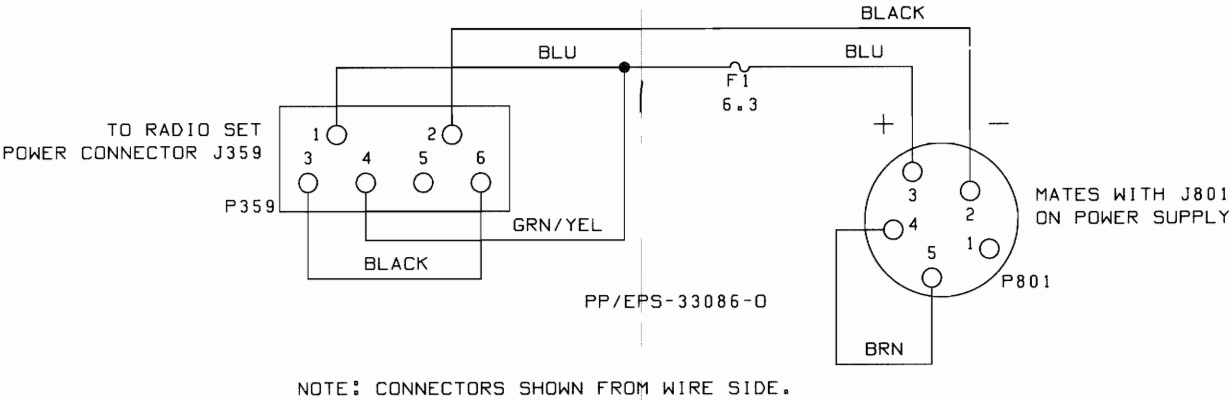 BLACK
BLU
BLU
F1
6.3
TO RADIO SET
POWER CONNECTOR J359
1
2
3
4
5
6
P359
GRN/YEL
BLACK
+
−
3
2
4
1
5
P801
MATES WITH J801
ON POWER SUPPLY
BRN
PP/EPS-33086-O
NOTE: CONNECTORS SHOWN FROM WIRE SIDE.